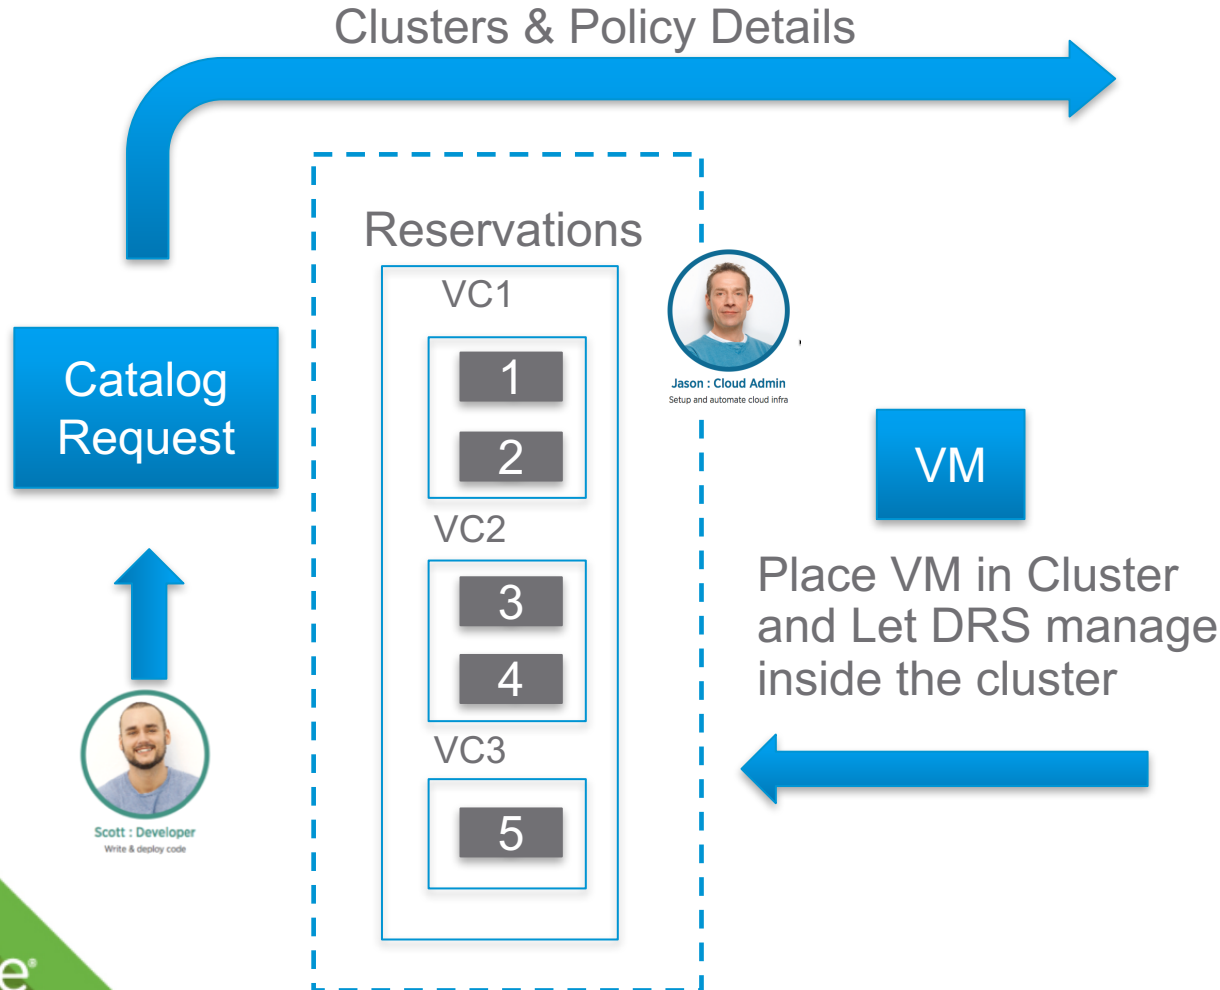 Clusters & Policy Details
Reservations
VC1
1
2
VC2
3
4
VC3
5
Catalog
Request
Scott : Developer
Write & deploy code
Jason : Cloud Admin
Setup and automate cloud infra
VM
Place VM in Cluster
and Let DRS manage
inside the cluster